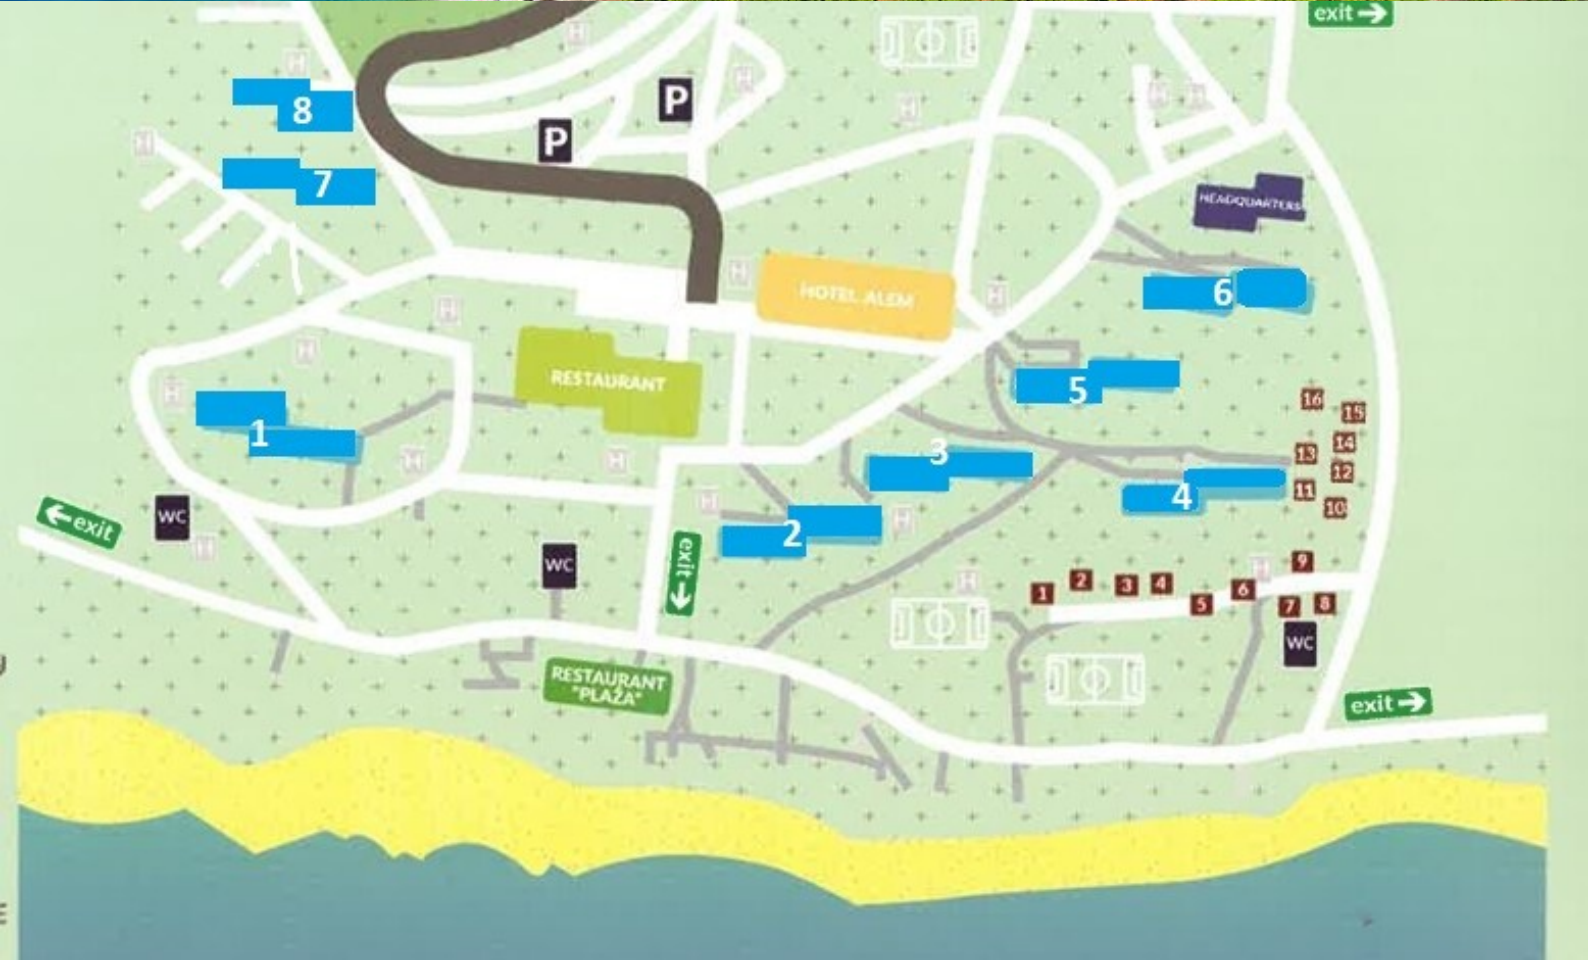 exit →
P
8
P
7
HEADQUARTERS
6
HOTEL ALEM
RESTAURANT
5
1
3
4
2
16
15
14
13
12
11
10
← exit
WC
WC
exit →
9
1
2
3
4
5
6
7
8
WC
RESTAURANT
"PLAŽA"
exit →